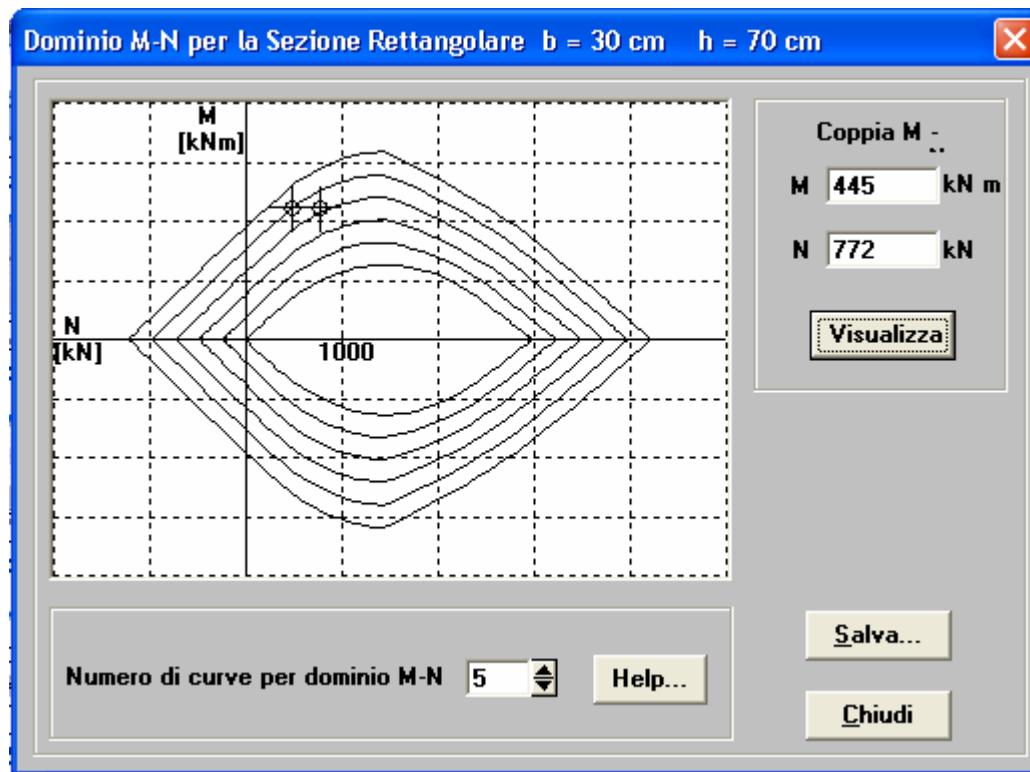 Dominio M-N per la Sezione Rettangolare b = 30 cm h = 70 cm
M
[kNm]
N
[kN]
1000
Coppia M -
M 445 kN m
N 772 kN
Visualizza
Numero di curve per dominio M-N 5 Help...
Salva...
Chiudi